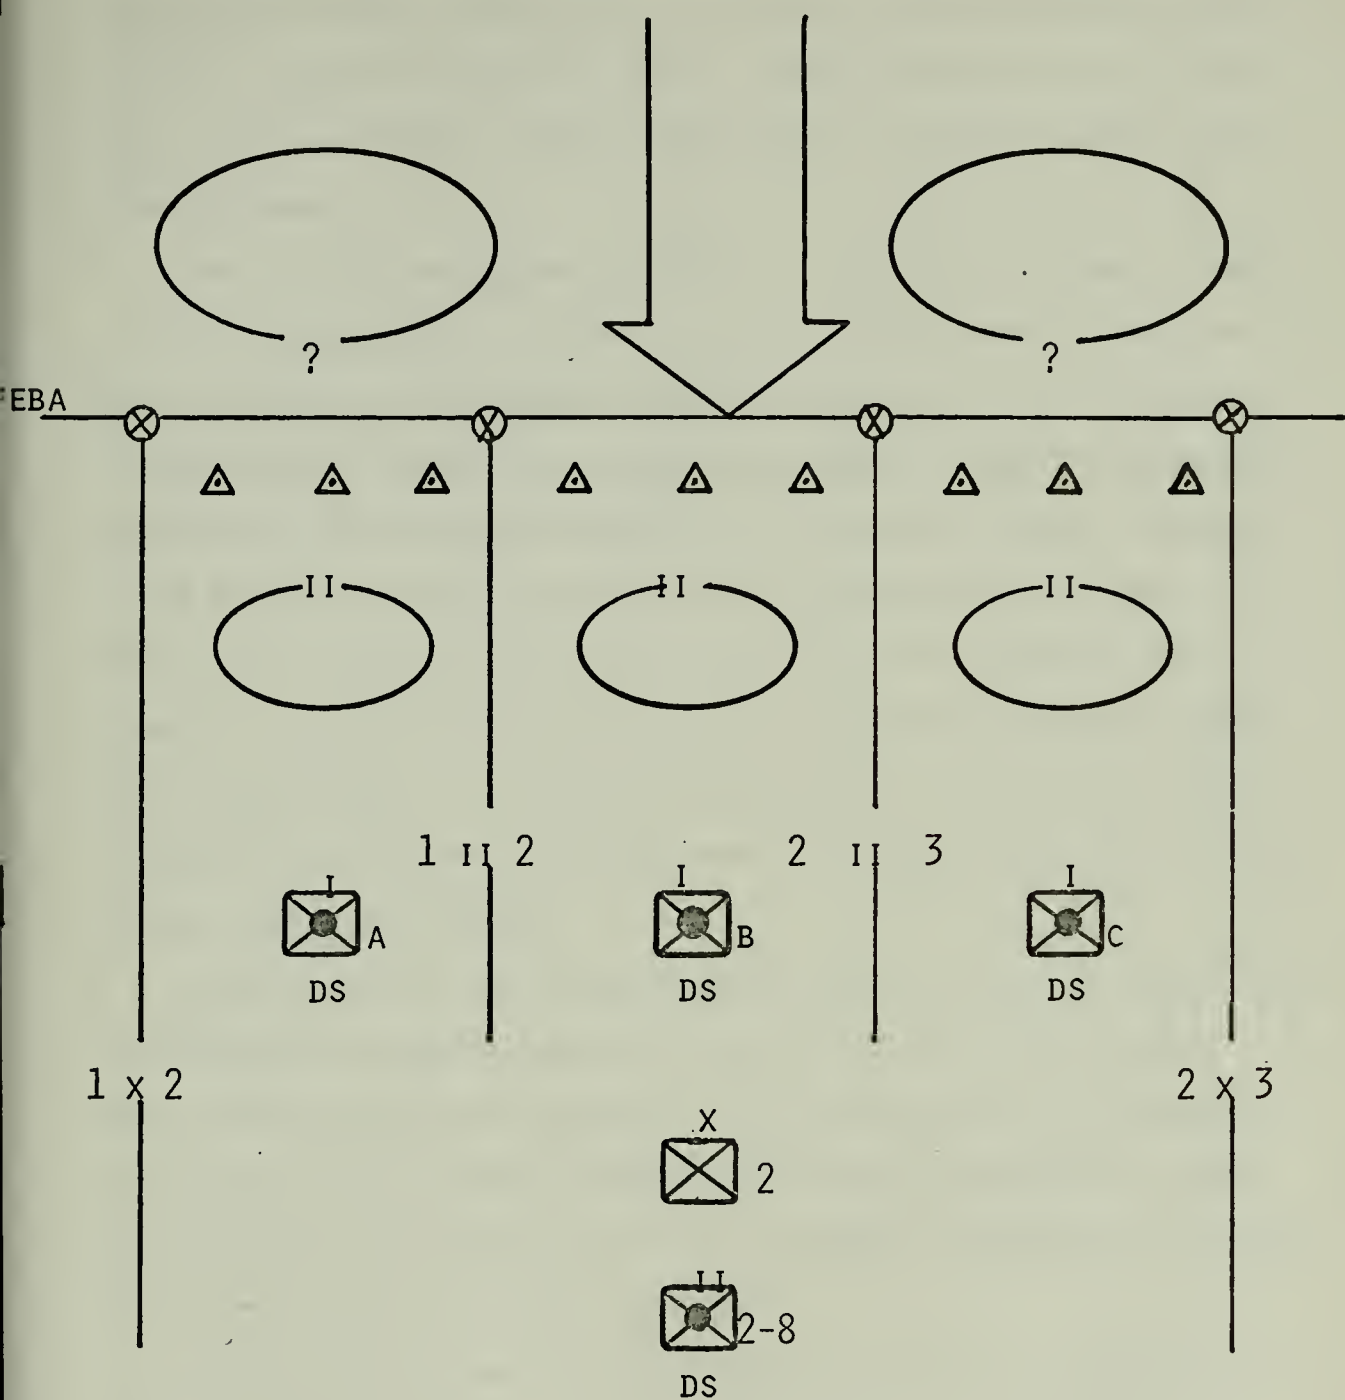 ? ?
EBA
II II II
1 II 2 2 II 3
I I I
A B C
DS DS DS
1 X 2 2 X 3
X
2
II
2-8
DS